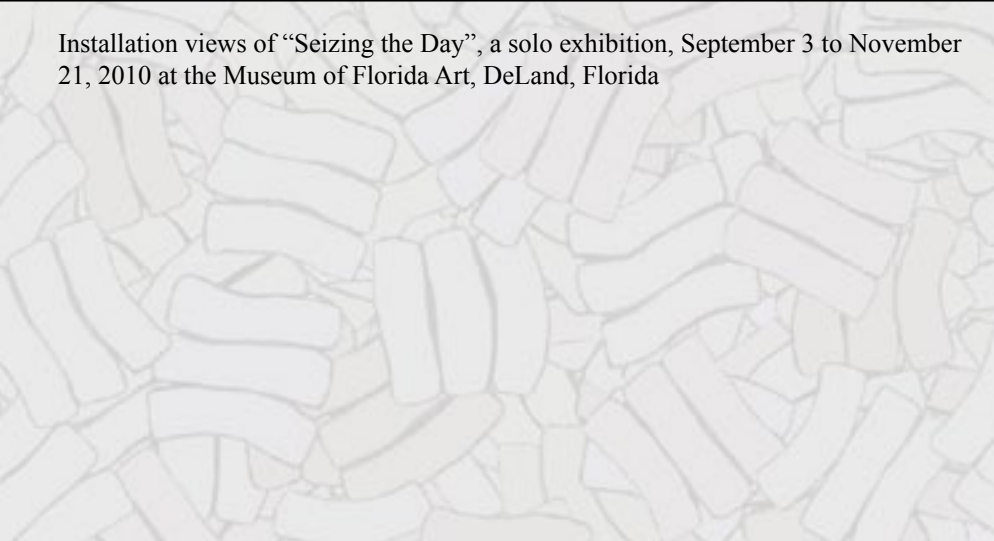 Installation views of “Seizing the Day”, a solo exhibition, September 3 to November
21, 2010 at the Museum of Florida Art, DeLand, Florida